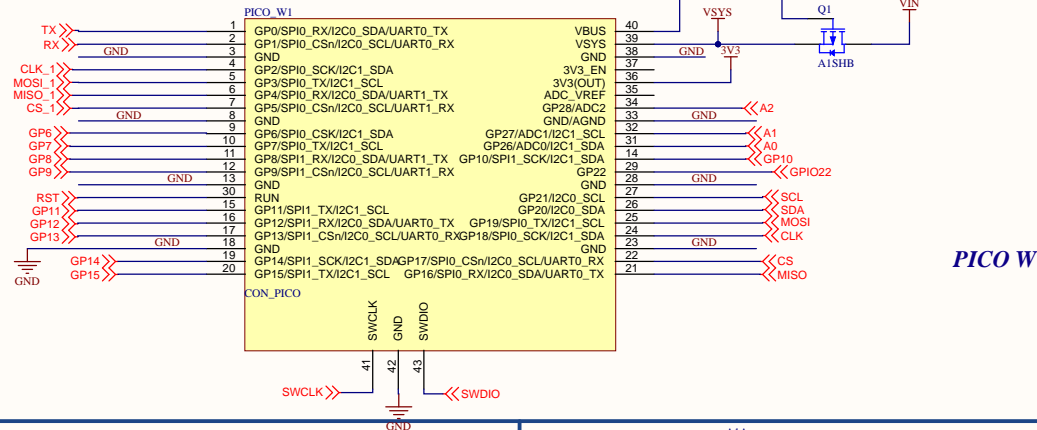 PICO_W1
VSYS
Q1
VIN
A1SHB
3V3
TX 1 GP0/SPI0_RX/I2C0_SDA/UART0_TX VBUS 40
RX 2 GP1/SPI0_CSn/I2C0_SCL/UART0_RX VSYS 39
GND 3 GND GND 38 GND
CLK_1 4 GP2/SPI0_SCK/I2C1_SDA 3V3_EN 37
MOSI_1 5 GP3/SPI0_TX/I2C1_SCL 3V3(OUT) 36
MISO_1 6 GP4/SPI0_RX/I2C0_SDA/UART1_TX ADC_VREF 35
CS_1 7 GP5/SPI0_CSn/I2C0_SCL/UART1_RX GP28/ADC2 34 A2
GND 8 GND GND/AGND 33 GND
GP6 9 GP6/SPI0_CSK/I2C1_SDA GP27/ADC1/I2C1_SCL 32 A1
GP7 10 GP7/SPI0_TX/I2C1_SCL GP26/ADC0/I2C1_SDA 31 A0
GP8 11 GP8/SPI1_RX/I2C0_SDA/UART1_TX GP10/SPI1_SCK/I2C1_SDA 14 GP10
GP9 12 GP9/SPI1_CSn/I2C0_SCL/UART1_RX GP22 29 GPIO22
GND 13 GND GND 28 GND
RST 30 RUN GP21/I2C0_SCL 27 SCL
GP11 15 GP11/SPI1_TX/I2C1_SCL GP20/I2C0_SDA 26 SDA
GP12 16 GP12/SPI1_RX/I2C0_SDA/UART0_TX GP19/SPI0_TX/I2C1_SCL 25 MOSI
GP13 17 GP13/SPI1_CSn/I2C0_SCL/UART0_RX GP18/SPI0_SCK/I2C1_SDA 24 CLK
GND 18 GND GND 23 GND
GP14 19 GP14/SPI1_SCK/I2C1_SDA GP17/SPI0_CSn/I2C0_SCL/UART0_RX 22 CS
GP15 20 GP15/SPI1_TX/I2C1_SCL GP16/SPI0_RX/I2C0_SDA/UART0_TX 21 MISO
GND
PICO W
CON_PICO
SWCLK GND SWDIO
41 42 43
SWCLK SWDIO
GND